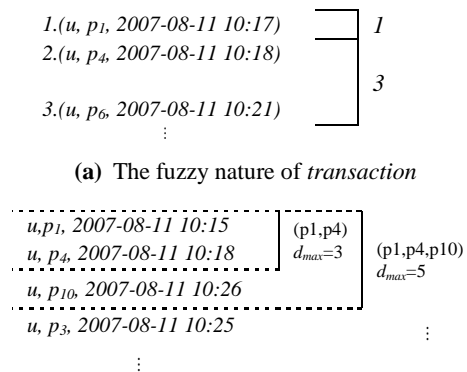 1.(u, p1, 2007-08-11 10:17)
1
2.(u, p4, 2007-08-11 10:18)
3
3.(u, p6, 2007-08-11 10:21)
⋮
(a) The fuzzy nature of transaction
u,p1, 2007-08-11 10:15
(p1,p4)
u, p4, 2007-08-11 10:18
dmax=3
(p1,p4,p10)
dmax=5
u, p10, 2007-08-11 10:26
u, p3, 2007-08-11 10:25
⋮
⋮